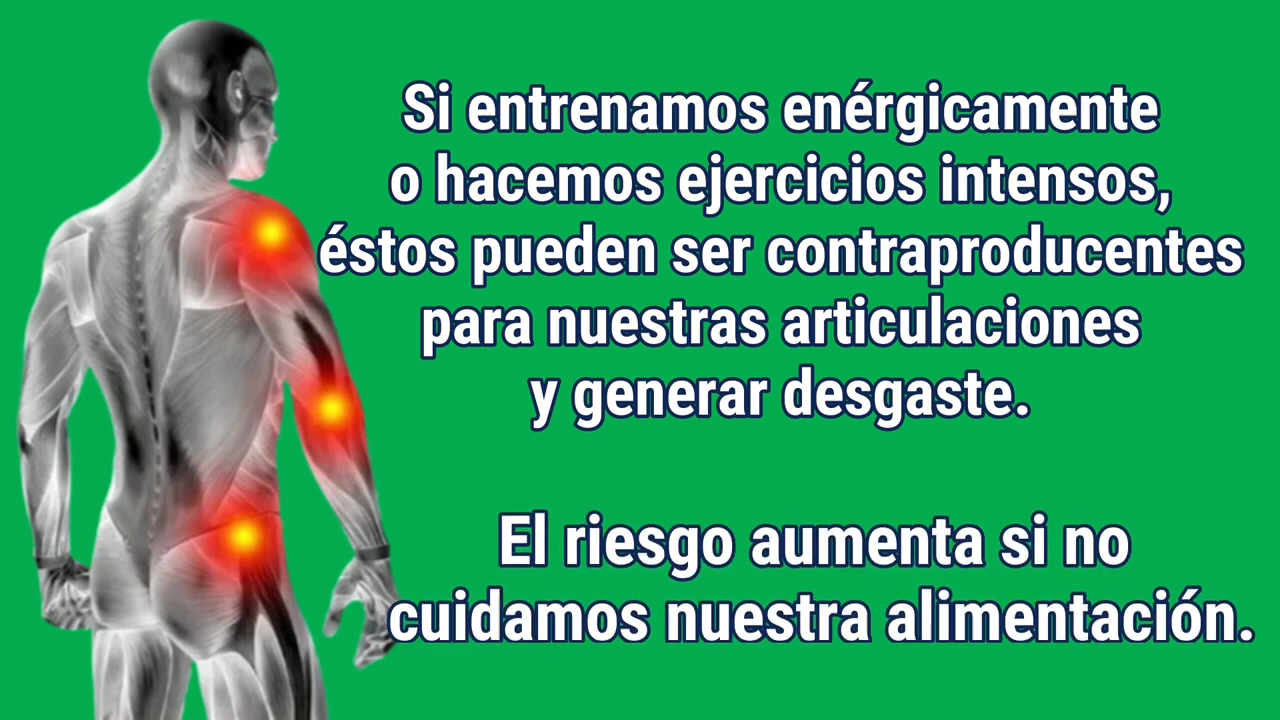 Si entrenamos enérgicamente
o hacemos ejercicios intensos,
éstos pueden ser contraproducentes
para nuestras articulaciones
y generar desgaste.
El riesgo aumenta si no
cuidamos nuestra alimentación.